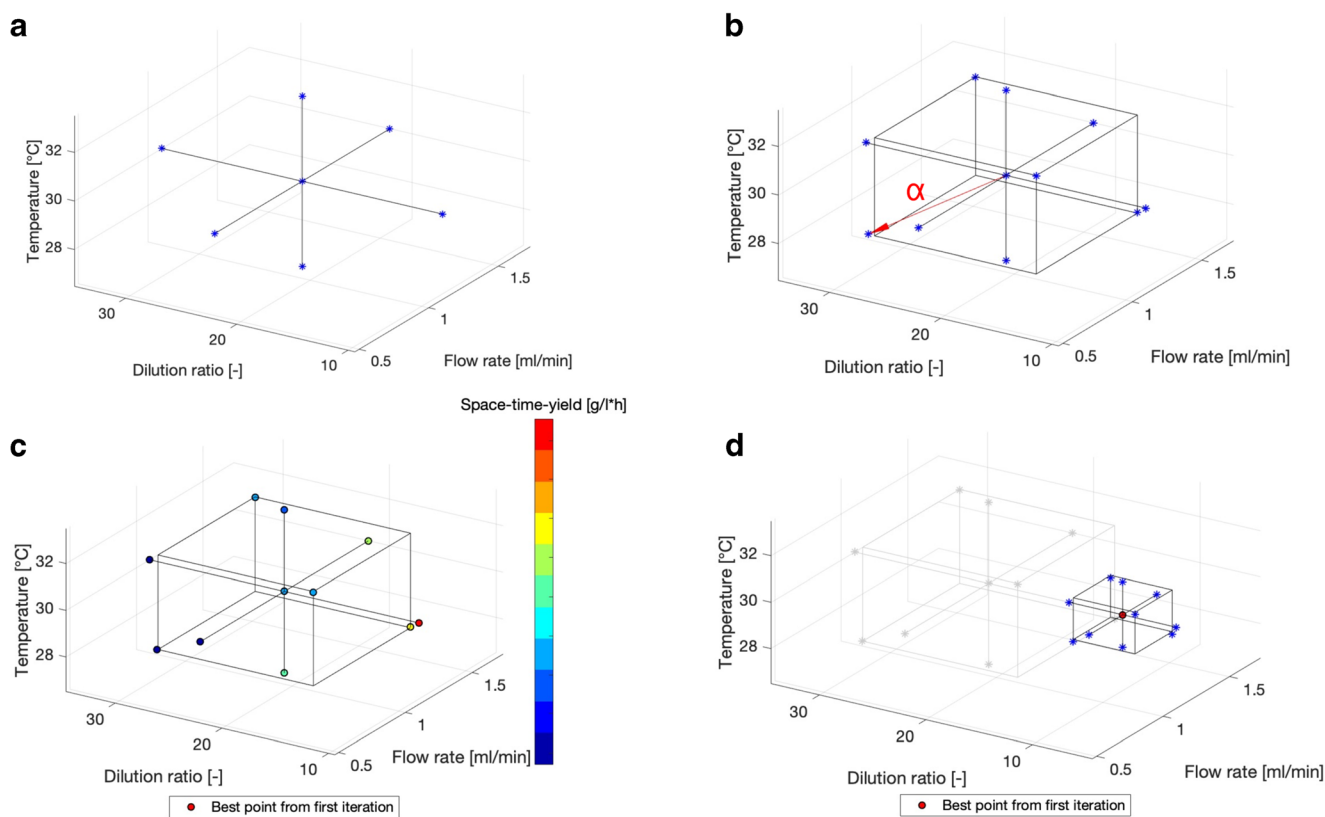 a
Temperature [°C]
32
30
28
30
20
10
Dilution ratio [-]
0.5
1
1.5
Flow rate [ml/min]
b
Temperature [°C]
32
30
28
α
30
20
10
Dilution ratio [-]
0.5
1
1.5
Flow rate [ml/min]
c
Space-time-yield [g/l*h]
Temperature [°C]
32
30
28
30
20
10
Dilution ratio [-]
0.5
1
1.5
Flow rate [ml/min]
Best point from first iteration
d
Temperature [°C]
32
30
28
30
20
10
Dilution ratio [-]
0.5
1
1.5
Flow rate [ml/min]
Best point from first iteration